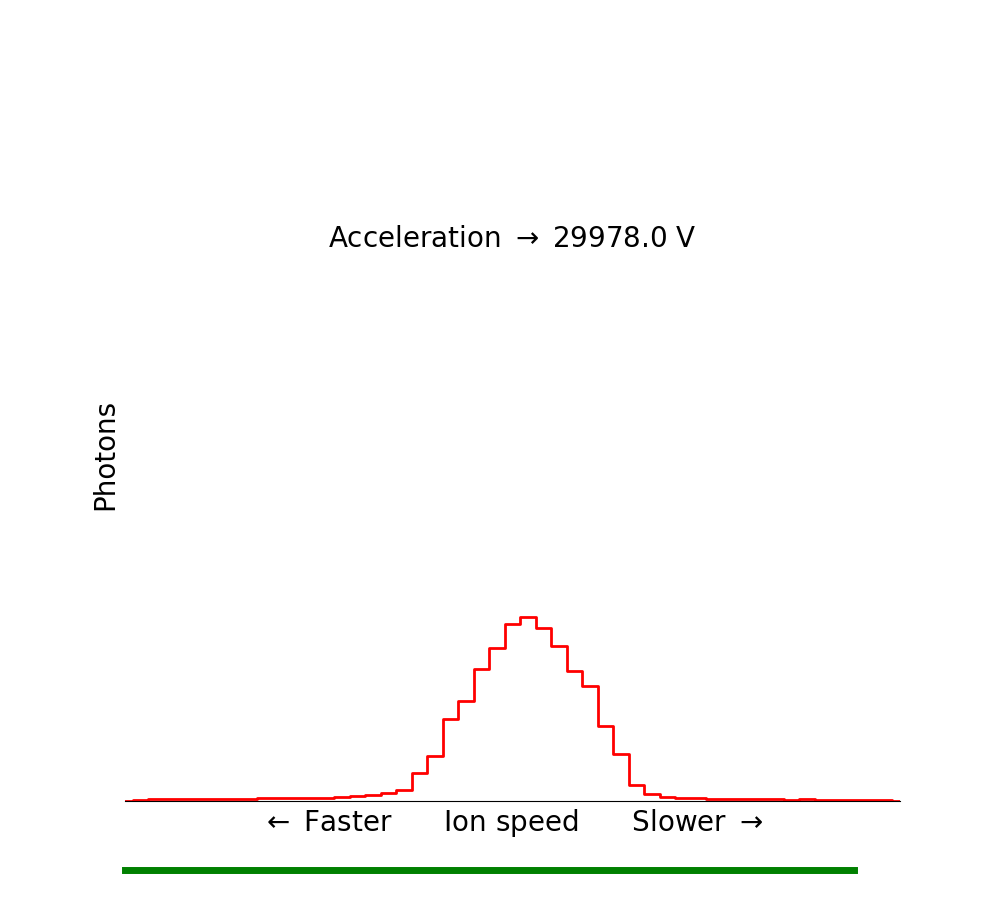 Acceleration → 29978.0 V
Photons
← Faster Ion speed Slower →